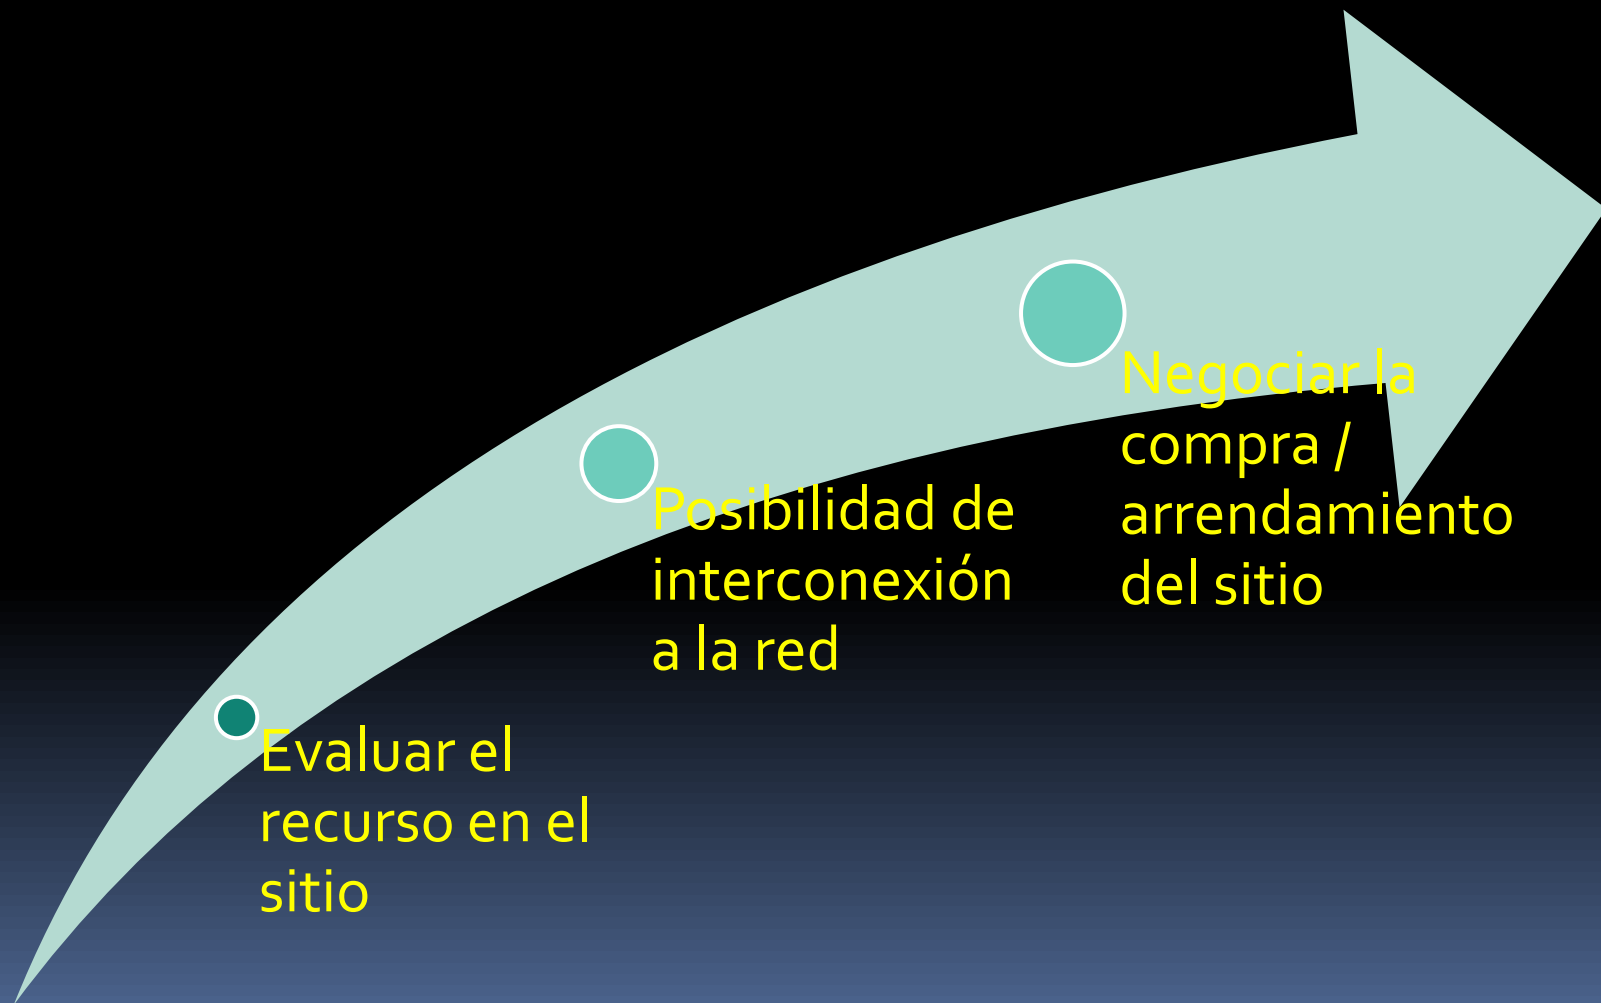 Evaluar el
recurso en el
sitio
Posibilidad de
interconexión
a la red
Negociar la
compra /
arrendamiento
del sitio